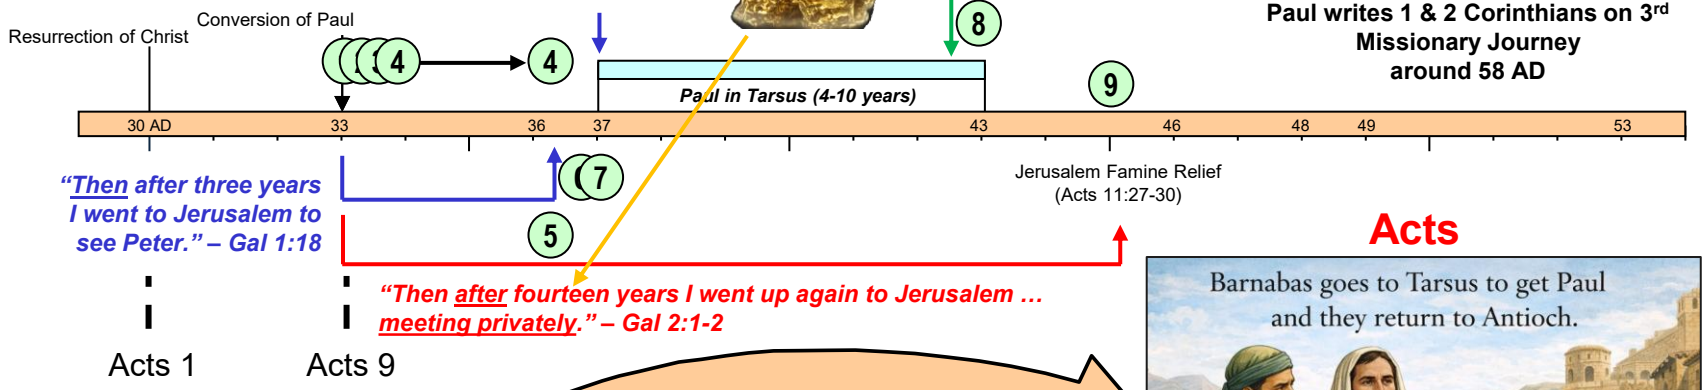 Resurrection of Christ
Conversion of Paul
8
Paul writes 1 & 2 Corinthians on 3rd
Missionary Journey
around 58 AD
3 4
4
9
Paul in Tarsus (4-10 years)
30 AD 33 36 37 43 46 48 49 53
“Then after three years
I went to Jerusalem to
see Peter.” – Gal 1:18
7
5
Jerusalem Famine Relief
(Acts 11:27-30)
“Then after fourteen years I went up again to Jerusalem …
meeting privately.” – Gal 2:1-2
Acts 1
Acts 9
Acts
Barnabas goes to Tarsus to get Paul
and they return to Antioch.